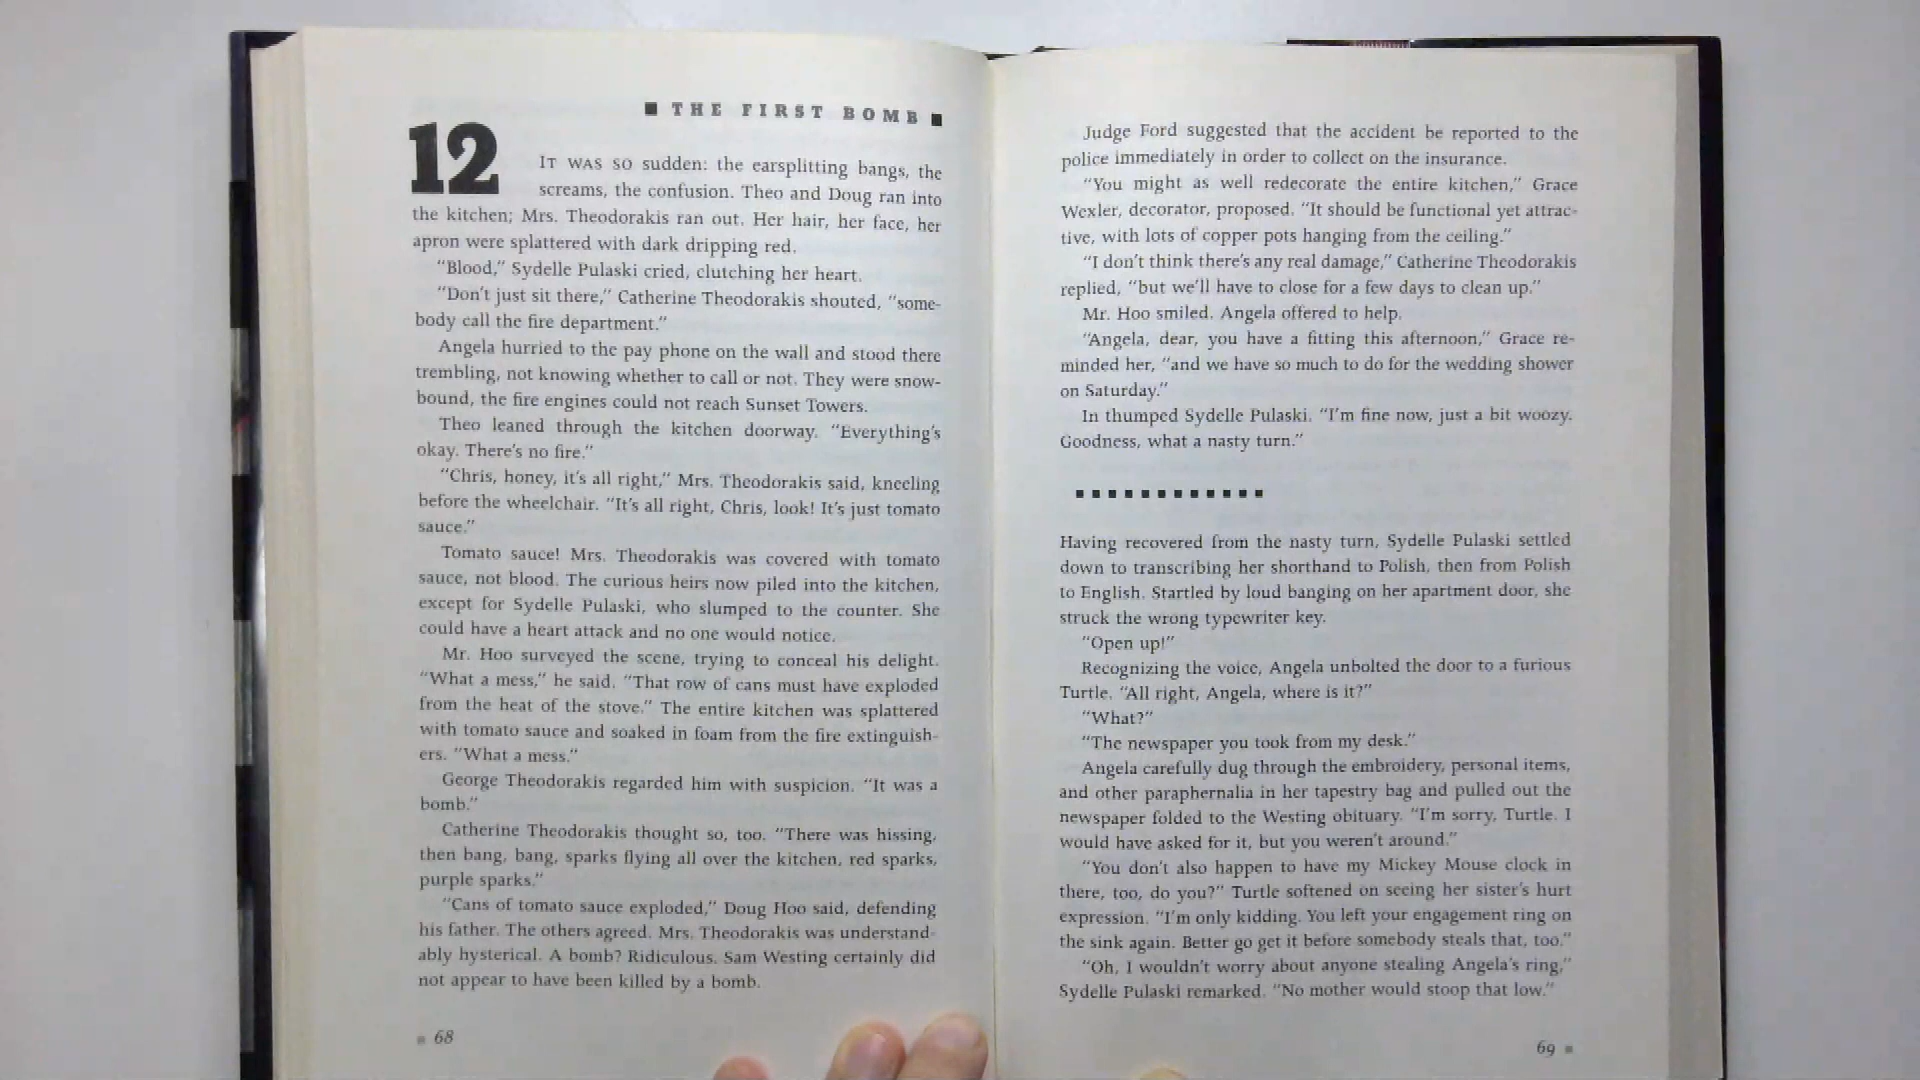 ■ THE FIRST BOMB ■
12
IT WAS SO sudden: the earsplitting bangs, the
screams, the confusion. Theo and Doug ran into
the kitchen; Mrs. Theodorakis ran out. Her hair, her face, her
apron were splattered with dark dripping red.
“Blood,” Sydelle Pulaski cried, clutching her heart.
“Don’t just sit there,” Catherine Theodorakis shouted, “some-
body call the fire department.”
Angela hurried to the pay phone on the wall and stood there
trembling, not knowing whether to call or not. They were snow-
bound, the fire engines could not reach Sunset Towers.
Theo leaned through the kitchen doorway. “Everything’s
okay. There’s no fire.”
“Chris, honey, it’s all right,” Mrs. Theodorakis said, kneeling
before the wheelchair. “It’s all right, Chris, look! It’s just tomato
sauce.”
Tomato sauce! Mrs. Theodorakis was covered with tomato
sauce, not blood. The curious heirs now piled into the kitchen,
except for Sydelle Pulaski, who slumped to the counter. She
could have a heart attack and no one would notice.
Mr. Hoo surveyed the scene, trying to conceal his delight.
“What a mess,” he said. “That row of cans must have exploded
from the heat of the stove.” The entire kitchen was splattered
with tomato sauce and soaked in foam from the fire extinguish-
ers. “What a mess.”
George Theodorakis regarded him with suspicion. “It was a
bomb.”
Catherine Theodorakis thought so, too. “There was hissing,
then bang, bang, sparks flying all over the kitchen, red sparks,
purple sparks.”
“Cans of tomato sauce exploded,” Doug Hoo said, defending
his father. The others agreed. Mrs. Theodorakis was understand-
ably hysterical. A bomb? Ridiculous. Sam Westing certainly did
not appear to have been killed by a bomb.
■ 68
Judge Ford suggested that the accident be reported to the
police immediately in order to collect on the insurance.
“You might as well redecorate the entire kitchen,” Grace
Wexler, decorator, proposed. “It should be functional yet attrac-
tive, with lots of copper pots hanging from the ceiling.”
“I don’t think there’s any real damage,” Catherine Theodorakis
replied, “but we’ll have to close for a few days to clean up.”
Mr. Hoo smiled. Angela offered to help.
“Angela, dear, you have a fitting this afternoon,” Grace re-
minded her, “and we have so much to do for the wedding shower
on Saturday.”
In thumped Sydelle Pulaski. “I’m fine now, just a bit woozy.
Goodness, what a nasty turn.”
Having recovered from the nasty turn, Sydelle Pulaski settled
down to transcribing her shorthand to Polish, then from Polish
to English. Startled by loud banging on her apartment door, she
struck the wrong typewriter key.
“Open up!”
Recognizing the voice, Angela unbolted the door to a furious
Turtle. “All right, Angela, where is it?”
“What?”
“The newspaper you took from my desk.”
Angela carefully dug through the embroidery, personal items,
and other paraphernalia in her tapestry bag and pulled out the
newspaper folded to the Westing obituary. “I’m sorry, Turtle. I
would have asked for it, but you weren’t around.”
“You don’t also happen to have my Mickey Mouse clock in
there, too, do you?” Turtle softened on seeing her sister’s hurt
expression. “I’m only kidding. You left your engagement ring on
the sink again. Better go get it before somebody steals that, too.”
“Oh, I wouldn’t worry about anyone stealing Angela’s ring,”
Sydelle Pulaski remarked. “No mother would stoop that low.”
69 ■